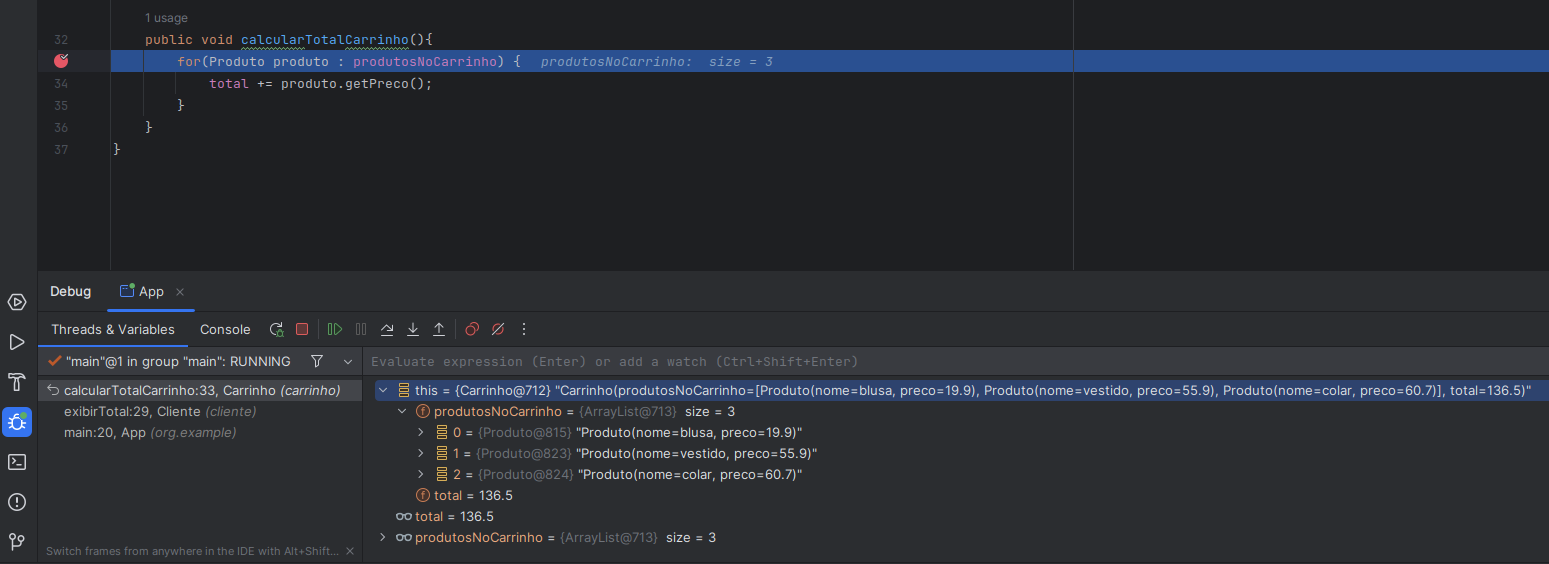 1 usage
32 public void calcularTotalCarrinho(){
for(Produto produto : produtosNoCarrinho) { produtosNoCarrinho: size = 3
34 total += produto.getPreco();
35 }
36 }
37 }
Debug App
Threads & Variables Console
"main"@1 in group "main": RUNNING
Evaluate expression (Enter) or add a watch (Ctrl+Shift+Enter)
calcularTotalCarrinho:33, Carrinho (carrinho)
exibirTotal:29, Cliente (cliente)
main:20, App (org.example)
this = {Carrinho@712} "Carrinho(produtosNoCarrinho=[Produto(nome=blusa, preco=19.9), Produto(nome=vestido, preco=55.9), Produto(nome=colar, preco=60.7)], total=136.5)"
produtosNoCarrinho = {ArrayList@713} size = 3
0 = {Produto@815} "Produto(nome=blusa, preco=19.9)"
1 = {Produto@823} "Produto(nome=vestido, preco=55.9)"
2 = {Produto@824} "Produto(nome=colar, preco=60.7)"
total = 136.5
total = 136.5
produtosNoCarrinho = {ArrayList@713} size = 3
Switch frames from anywhere in the IDE with Alt+Shift...